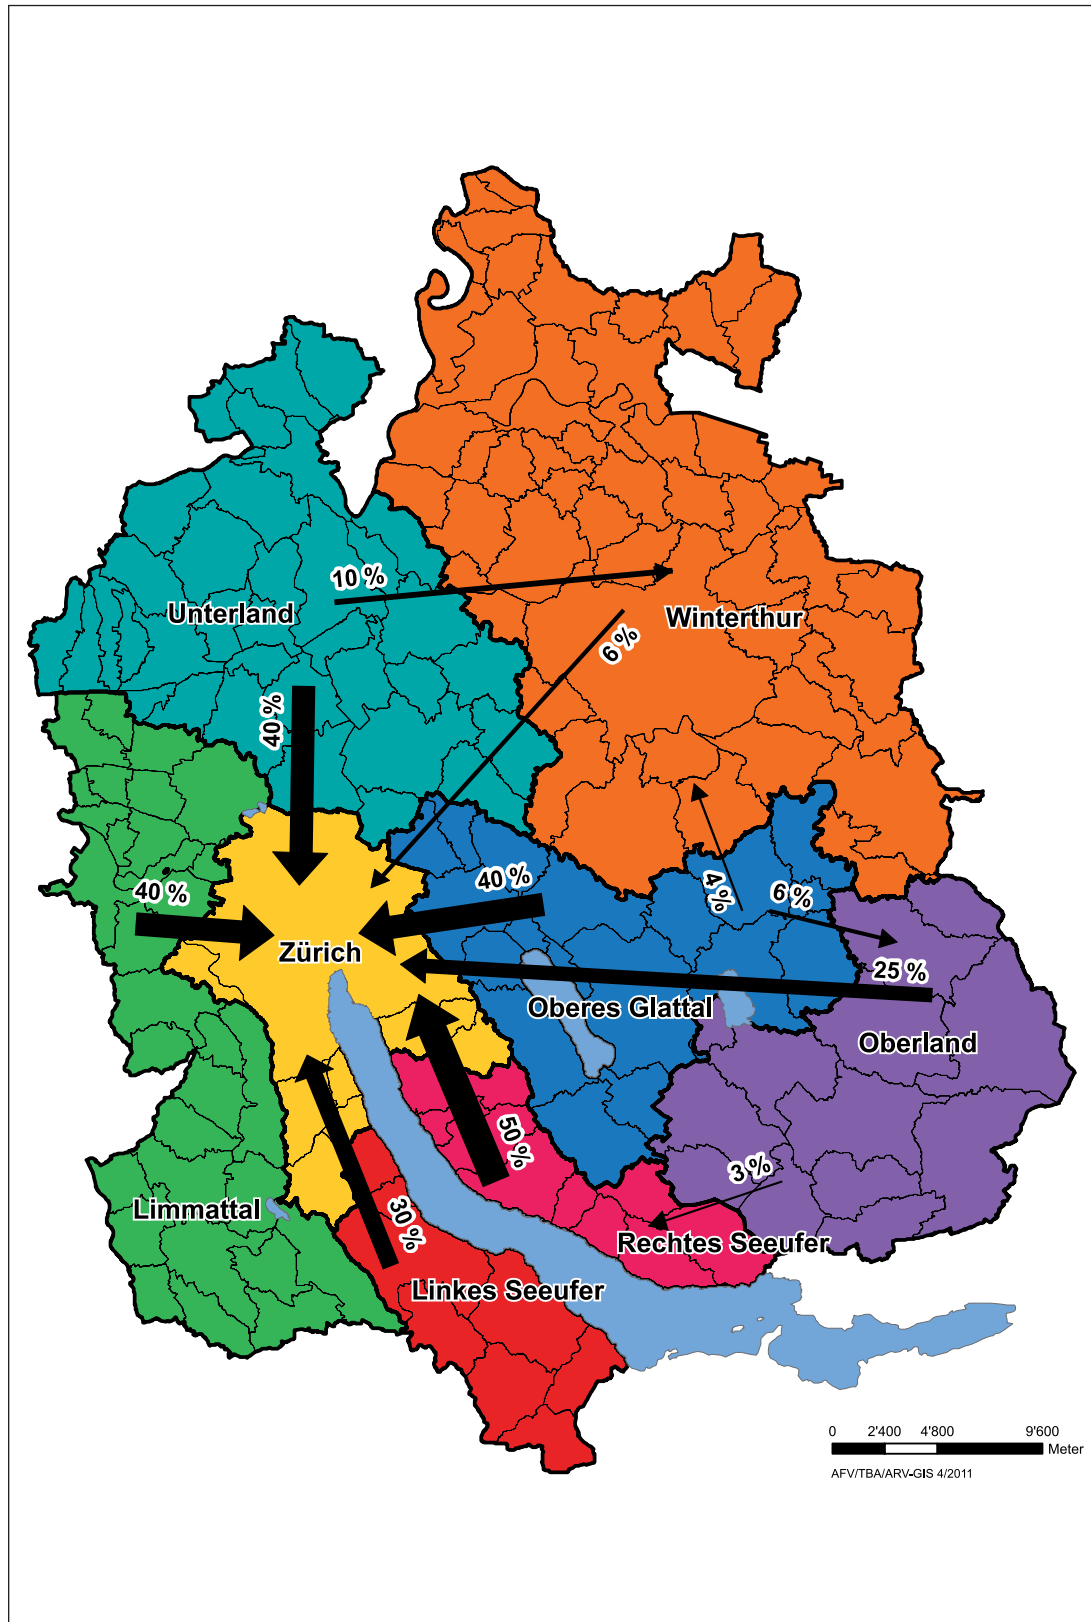 10 %
Unterland
Winterthur
6 %
40 %
40 %
40 %
4 %
6 %
Zürich
25 %
Oberes Glattal
Oberland
50 %
3 %
Limmattal
30 %
Rechtes Seeufer
Linkes Seeufer
0 2'400 4'800 9'600
Meter
AFV/TBA/ARV-GIS 4/2011